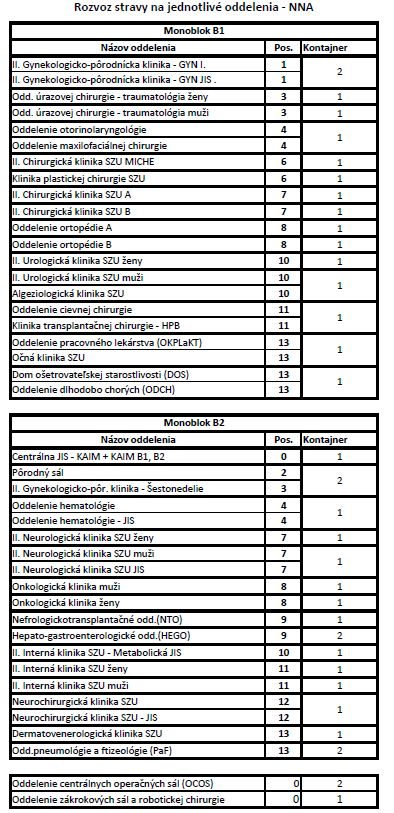 Rozvoz stravy na jednotlivé oddelenia - NNA
Monoblok B1
Názov oddelenia Pos. Kontajner
II. Gynekologicko-pôrodnícka klinika - GYN I. 1 2
II. Gynekologicko-pôrodnícka klinika - GYN JIS . 1
Odd. úrazovej chirurgie - traumatológia ženy 3 1
Odd. úrazovej chirurgie - traumatológia muži 3 1
Oddelenie otorinolaryngológie 4 1
Oddelenie maxilofaciálnej chirurgie 4
II. Chirurgická klinika SZU MICHE 6 1
Klinika plastickej chirurgie SZU 6 1
II. Chirurgická klinika SZU A 7 1
II. Chirurgická klinika SZU B 7 1
Oddelenie ortopédie A 8 1
Oddelenie ortopédie B 8 1
II. Urologická klinika SZU ženy 10 1
II. Urologická klinika SZU muži 10 1
Algeziologická klinika SZU 10
Oddelenie cievnej chirurgie 11 1
Klinika transplantačnej chirurgie - HPB 11
Oddelenie pracovného lekárstva (OKPLaKT) 13 1
Očná klinika SZU 13
Dom ošetrovateľskej starostlivosti (DOS) 13 1
Oddelenie dlhodobo chorých (ODCH) 13
Monoblok B2
Názov oddelenia Pos. Kontajner
Centrálna JIS - KAIM + KAIM B1, B2 0 1
Pôrodný sál 2 2
II. Gynekologicko-pôr. klinika - Šestonedelie 3
Oddelenie hematológie 4 1
Oddelenie hematológie - JIS 4
II. Neurologická klinika SZU ženy 7 1
II. Neurologická klinika SZU muži 7 1
II. Neurologická klinika SZU JIS 7
Onkologická klinika muži 8 1
Onkologická klinika ženy 8 1
Nefrologickotransplantačné odd.(NTO) 9 1
Hepato-gastroenterologické odd.(HEGO) 9 2
II. Interná klinika SZU - Metabolická JIS 10 1
II. Interná klinika SZU ženy 11 1
II. Interná klinika SZU muži 11 1
Neurochirurgická klinika SZU 12 1
Neurochirurgická klinika SZU - JIS 12
Dermatovenerologická klinika SZU 13 1
Odd.pneumológie a ftizeológie (PaF) 13 2
Oddelenie centrálnych operačných sál (OCOS) 0 2
Oddelenie zákrokových sál a robotickej chirurgie 0 1